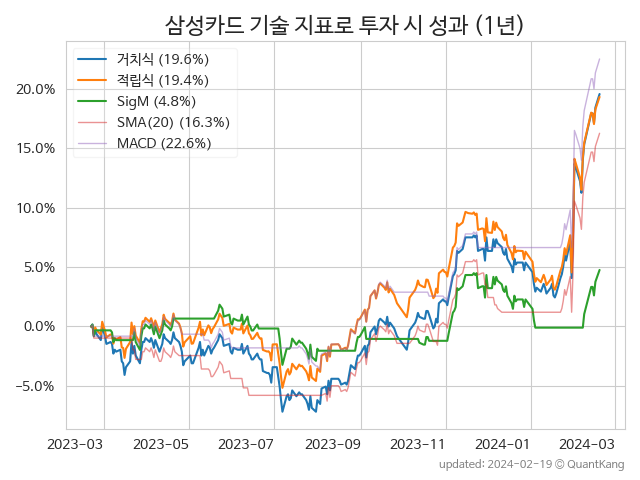 삼성카드 기술 지표로 투자 시 성과 (1년)
거치식 (19.6%)
적립식 (19.4%)
SigM (4.8%)
SMA(20) (16.3%)
MACD (22.6%)
20.0%
15.0%
10.0%
5.0%
0.0%
−5.0%
2023-03 2023-05 2023-07 2023-09 2023-11 2024-01 2024-03
updated: 2024-02-19 © QuantKang